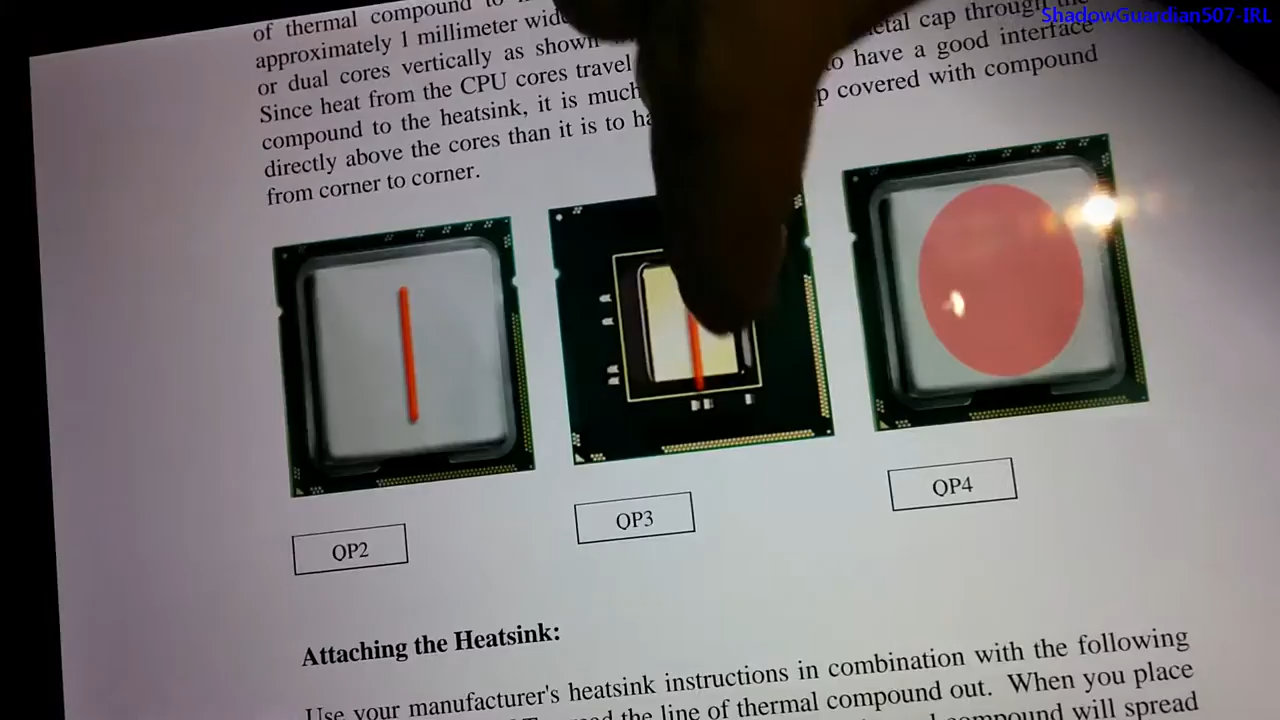 ShadowGuardian507-IRL
of thermal compound to
approximately 1 millimeter wide etal cap through
or dual cores vertically as shown to have a good interface
Since heat from the CPU cores travel p covered with compound
compound to the heatsink, it is much
directly above the cores than it is to ha
from corner to corner.
QP2
QP3
QP4
Attaching the Heatsink:
Use your manufacturer's heatsink instructions in combination with the following
the line of thermal compound out. When you place
compound will spread